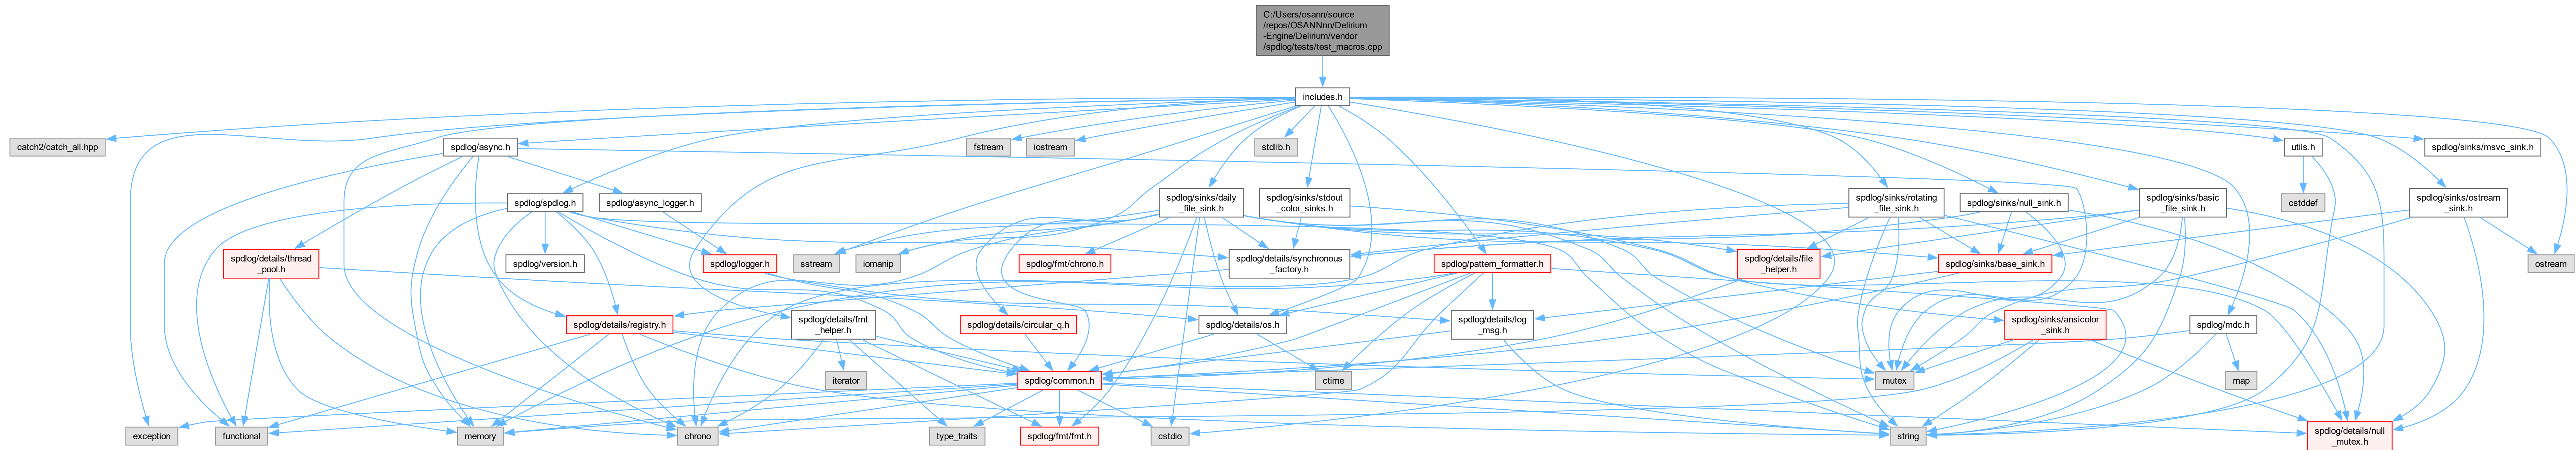 C:/Users/osann/source
/repos/OSANNnn/Delirium
-Engine/Delirium/vendor
/spdlog/tests/test_macros.cpp
includes.h
catch2/catch_all.hpp
spdlog/async.h
fstream
iostream
stdlib.h
utils.h
spdlog/sinks/msvc_sink.h
spdlog/spdlog.h
spdlog/async_logger.h
spdlog/sinks/daily
_file_sink.h
spdlog/sinks/stdout
_color_sinks.h
spdlog/sinks/rotating
_file_sink.h
spdlog/sinks/null_sink.h
spdlog/sinks/basic
_file_sink.h
cstddef
spdlog/sinks/ostream
_sink.h
spdlog/details/thread
_pool.h
spdlog/version.h
spdlog/logger.h
sstream
iomanip
spdlog/fmt/chrono.h
spdlog/details/synchronous
_factory.h
spdlog/pattern_formatter.h
spdlog/details/file
_helper.h
spdlog/sinks/base_sink.h
ostream
spdlog/details/registry.h
spdlog/details/fmt
_helper.h
spdlog/details/circular_q.h
spdlog/details/os.h
spdlog/details/log
_msg.h
spdlog/sinks/ansicolor
_sink.h
spdlog/mdc.h
iterator
spdlog/common.h
ctime
mutex
map
exception
functional
memory
chrono
type_traits
spdlog/fmt/fmt.h
cstdio
string
spdlog/details/null
_mutex.h